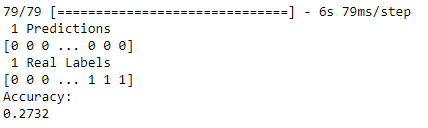 79/79 [==============================] - 6s 79ms/step
 1 Predictions
[0 0 0 ... 0 0 0]
 1 Real Labels
[0 0 0 ... 1 1 1]
Accuracy:
0.2732